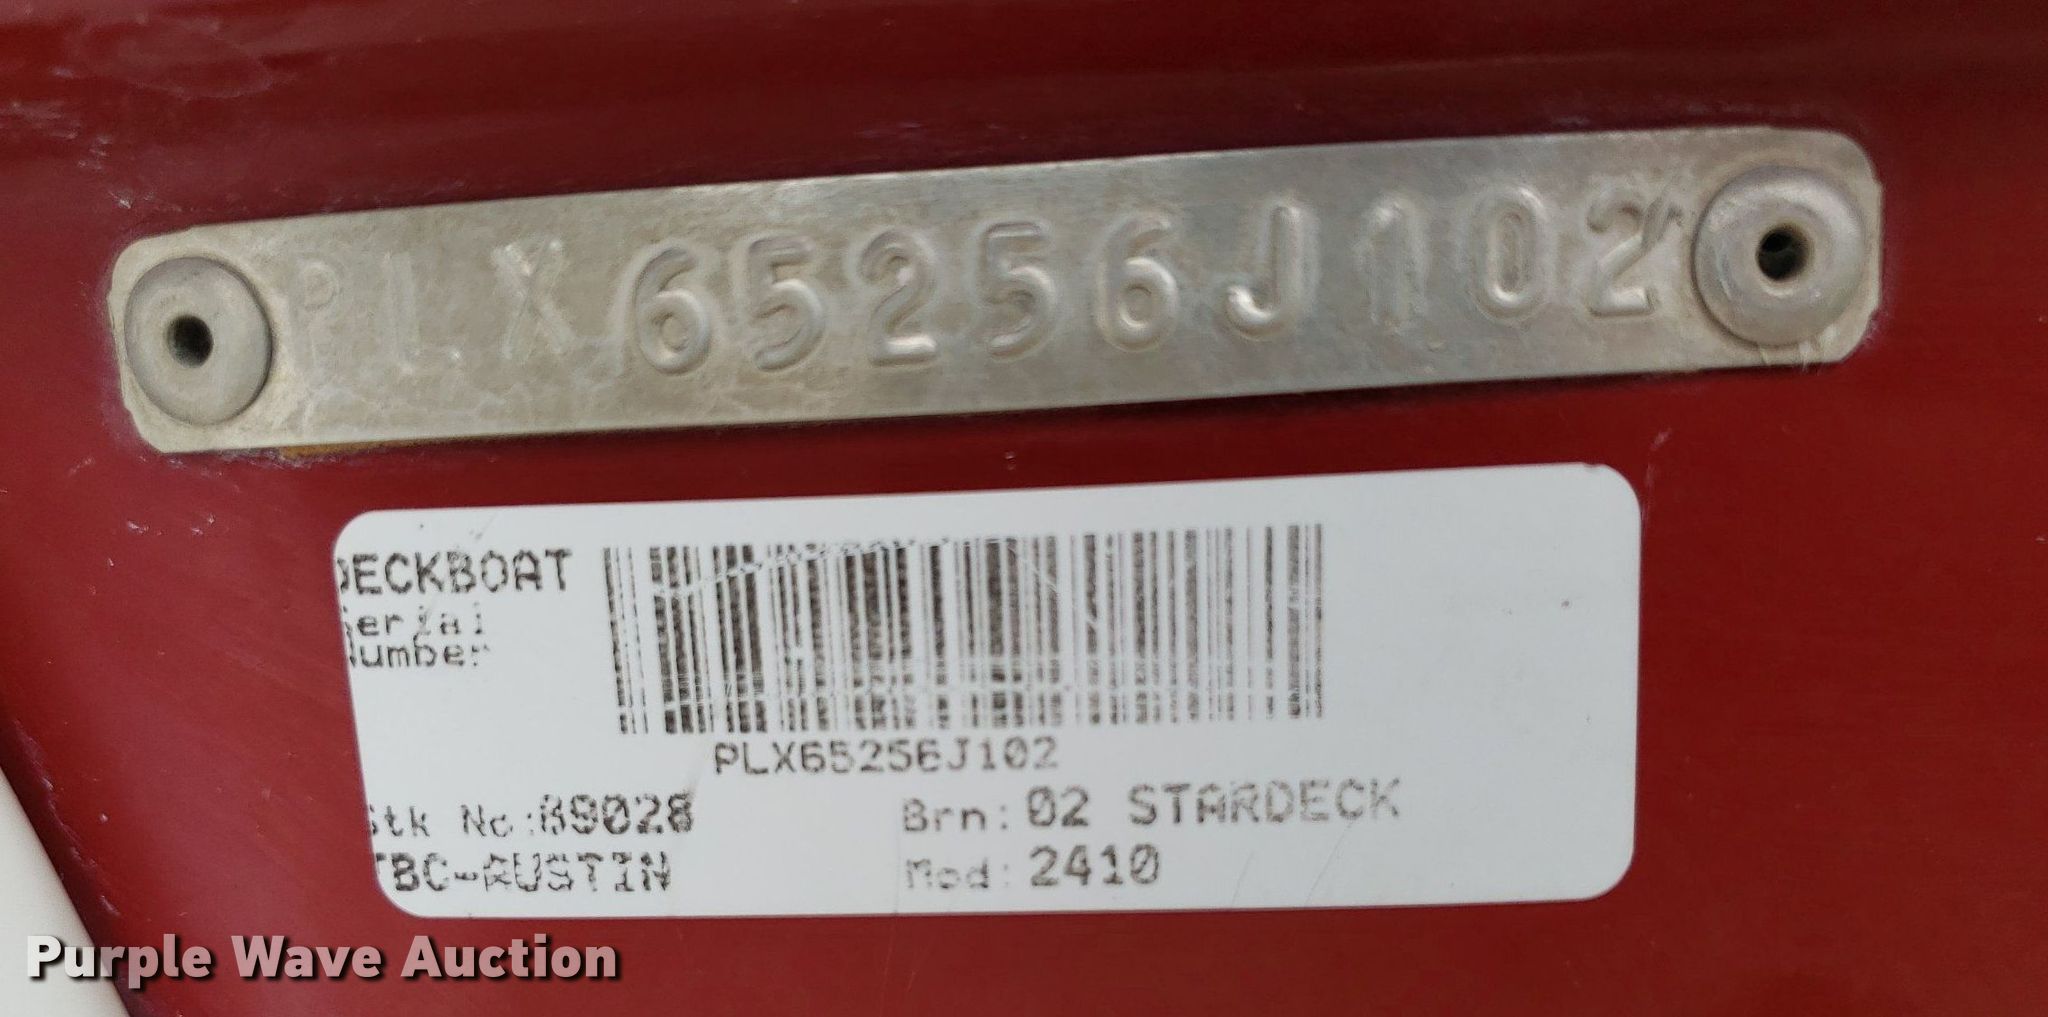 PLX65256J102
DECKBOAT
Serial
Number
PLX65256J102
Stk No:89028 Brn: 02 STARDECK
TBC-AUSTIN Mod: 2410
Purple Wave Auction